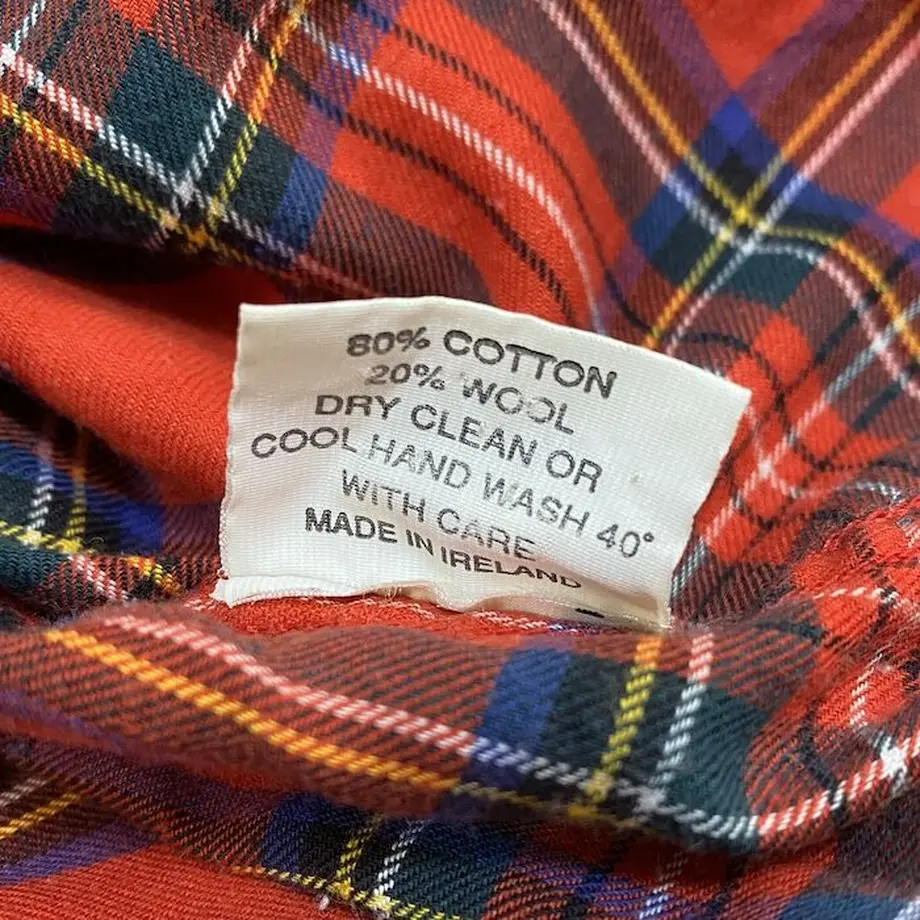 80% COTTON
20% WOOL
DRY CLEAN OR
COOL HAND WASH 40°
WITH CARE
MADE IN IRELAND